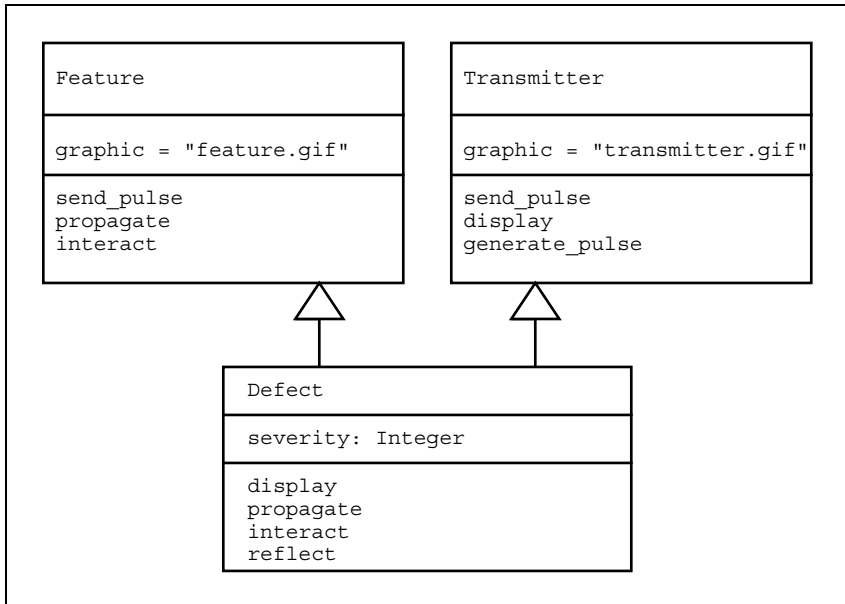 Feature
graphic = "feature.gif"
send_pulse
propagate
interact
Transmitter
graphic = "transmitter.gif"
send_pulse
display
generate_pulse
Defect
severity: Integer
display
propagate
interact
reflect